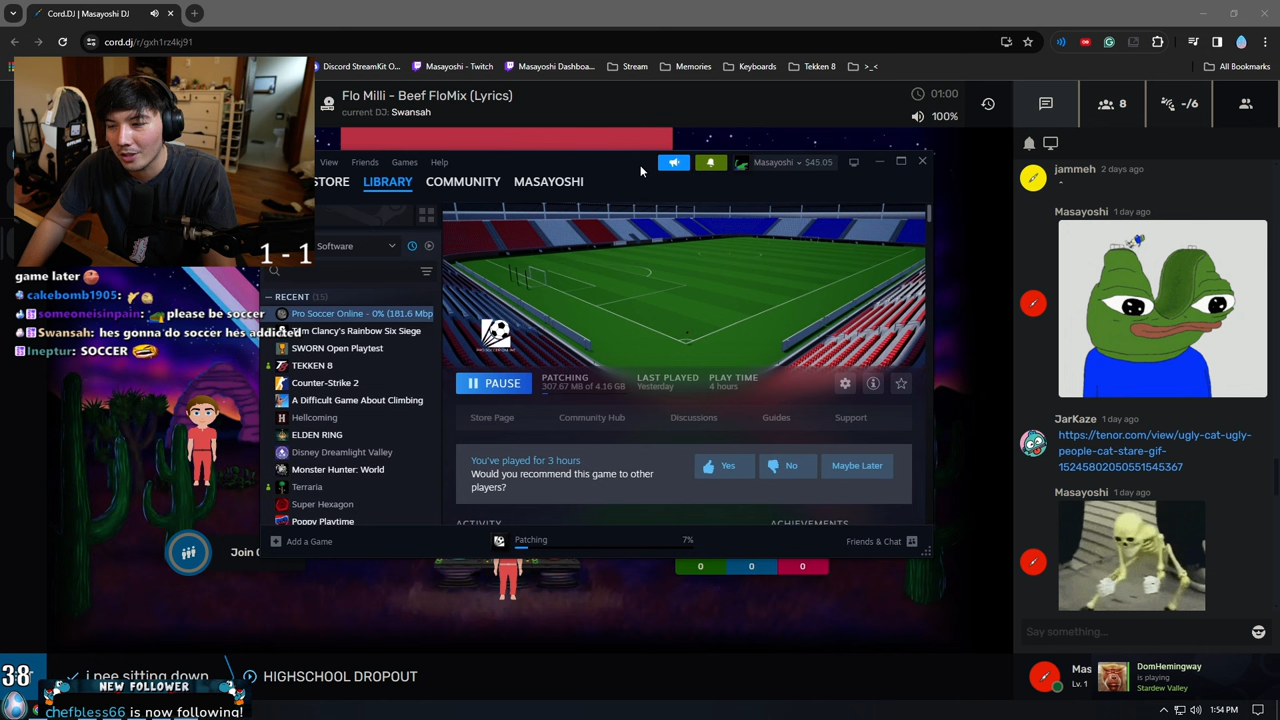 Cord.DJ | Masayoshi DJ
cord.dj/r/gxh1rz4kj91
Discord StreamKit O...
Masayoshi - Twitch
Masayoshi Dashboa...
Stream
Memories
Keyboards
Tekken 8
>_<
All Bookmarks
Flo Milli - Beef FloMix (Lyrics)
current DJ: Swansah
01:00
100%
8
-/6
View
Friends
Games
Help
Masayoshi
$45.05
STORE
LIBRARY
COMMUNITY
MASAYOSHI
Software
RECENT (15)
Pro Soccer Online - 0% (181.6 Mbp
Tom Clancy's Rainbow Six Siege
SWORN Open Playtest
TEKKEN 8
Counter-Strike 2
A Difficult Game About Climbing
Hellcoming
ELDEN RING
Disney Dreamlight Valley
Monster Hunter: World
Terraria
Super Hexagon
Poppy Playtime
PRO SOCCER ONLINE
PAUSE
PATCHING
307.67 MB of 4.16 GB
LAST PLAYED
Yesterday
PLAY TIME
4 hours
Store Page
Community Hub
Discussions
Guides
Support
You've played for 3 hours
Would you recommend this game to other
players?
Yes
No
Maybe Later
ACTIVITY
ACHIEVEMENTS
Add a Game
Patching
7%
Friends & Chat
1 - 1
game later
cakebomb1905:
someoneisinpain: please be soccer
Swansah: hes gonna do soccer hes addicted
Ineptur: SOCCER
Join
0
0
0
jammeh 2 days ago
^
Masayoshi 1 day ago
JarKaze 1 day ago
https://tenor.com/view/ugly-cat-ugly-
people-cat-stare-gif-
15245802050551545367
Masayoshi 1 day ago
Say something...
Mas
Lv. 1
DomHemingway
is playing
Stardew Valley
38
i pee sitting down
HIGHSCHOOL DROPOUT
NEW FOLLOWER
chefbless66 is now following!
1:54 PM